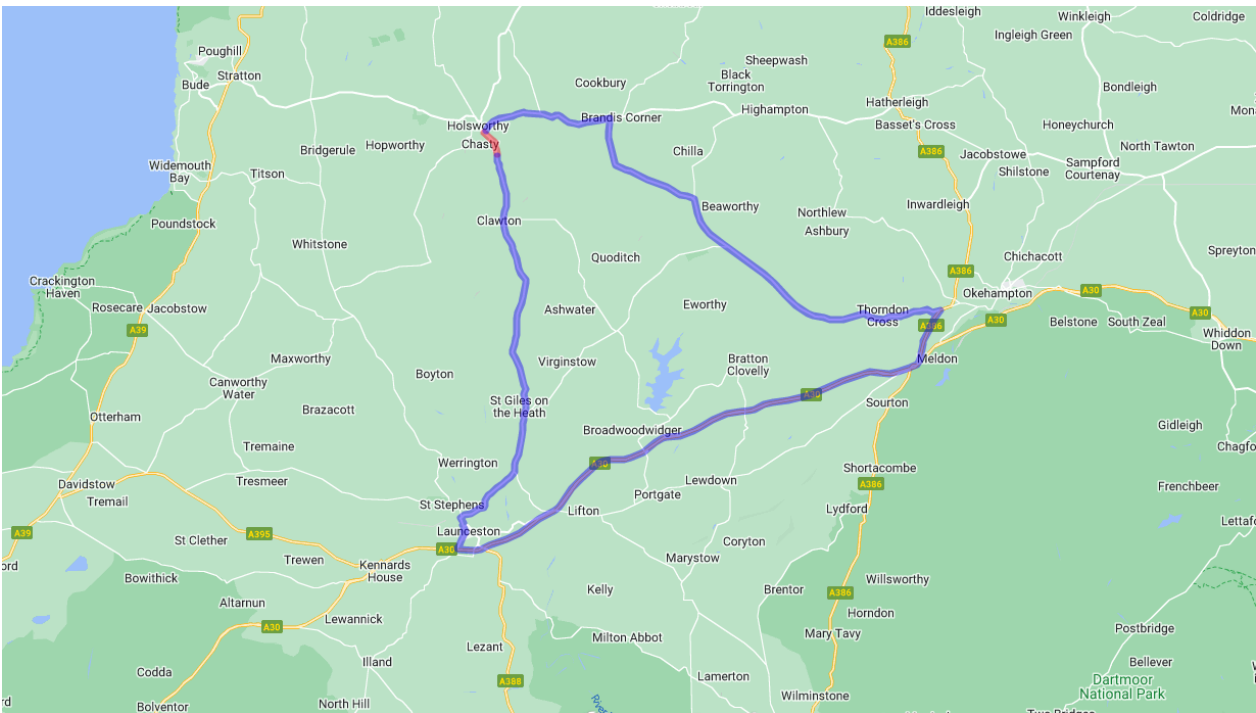 Iddesleigh
Winkleigh
Coldridge
Ingleigh Green
A386
Poughill
Sheepwash
Stratton
Black
Torrington
Cookbury
Bude
Bondleigh
Hatherleigh
Highampton
Brandis Corner
Basset's Cross
Honeychurch
Holsworthy
Chasty
Hopworthy
Bridgerule
Chilla
A386
Jacobstowe
North Tawton
Sampford
Courtenay
Shilstone
Widemouth
Bay
Titson
Beaworthy
Northlew
Ashbury
Inwardleigh
Clawton
Poundstock
Whitstone
Quoditch
Chichacott
Spreyton
Crackington
Haven
A386
Okehampton
A30
Rosecare
Jacobstow
Ashwater
Eworthy
Thorndon
Cross
A30
A30
Belstone
South Zeal
Whiddon
Down
A39
Maxworthy
Virginstow
Bratton
Clovelly
Meldon
Boyton
Canworthy
Water
A30
St Giles on
the Heath
Sourton
Brazacott
Otterham
Broadwoodwidger
Gidleigh
Tremaine
Werrington
A30
Shortacombe
Davidstow
Tresmeer
Lewdown
A386
Frenchbeer
Tremail
Portgate
St Stephens
Lifton
Lydford
A39
A395
Launceston
St Clether
Coryton
A30
Trewen
Kennards
House
Marystow
Bowithick
Willsworthy
Kelly
Brentor
A386
Altarnun
Lewannick
Horndon
A30
Milton Abbot
Mary Tavy
Postbridge
Lezant
Illand
Bellever
Codda
Lamerton
A388
Dartmoor
National Park
Wilminstone
North Hill
Bolventor